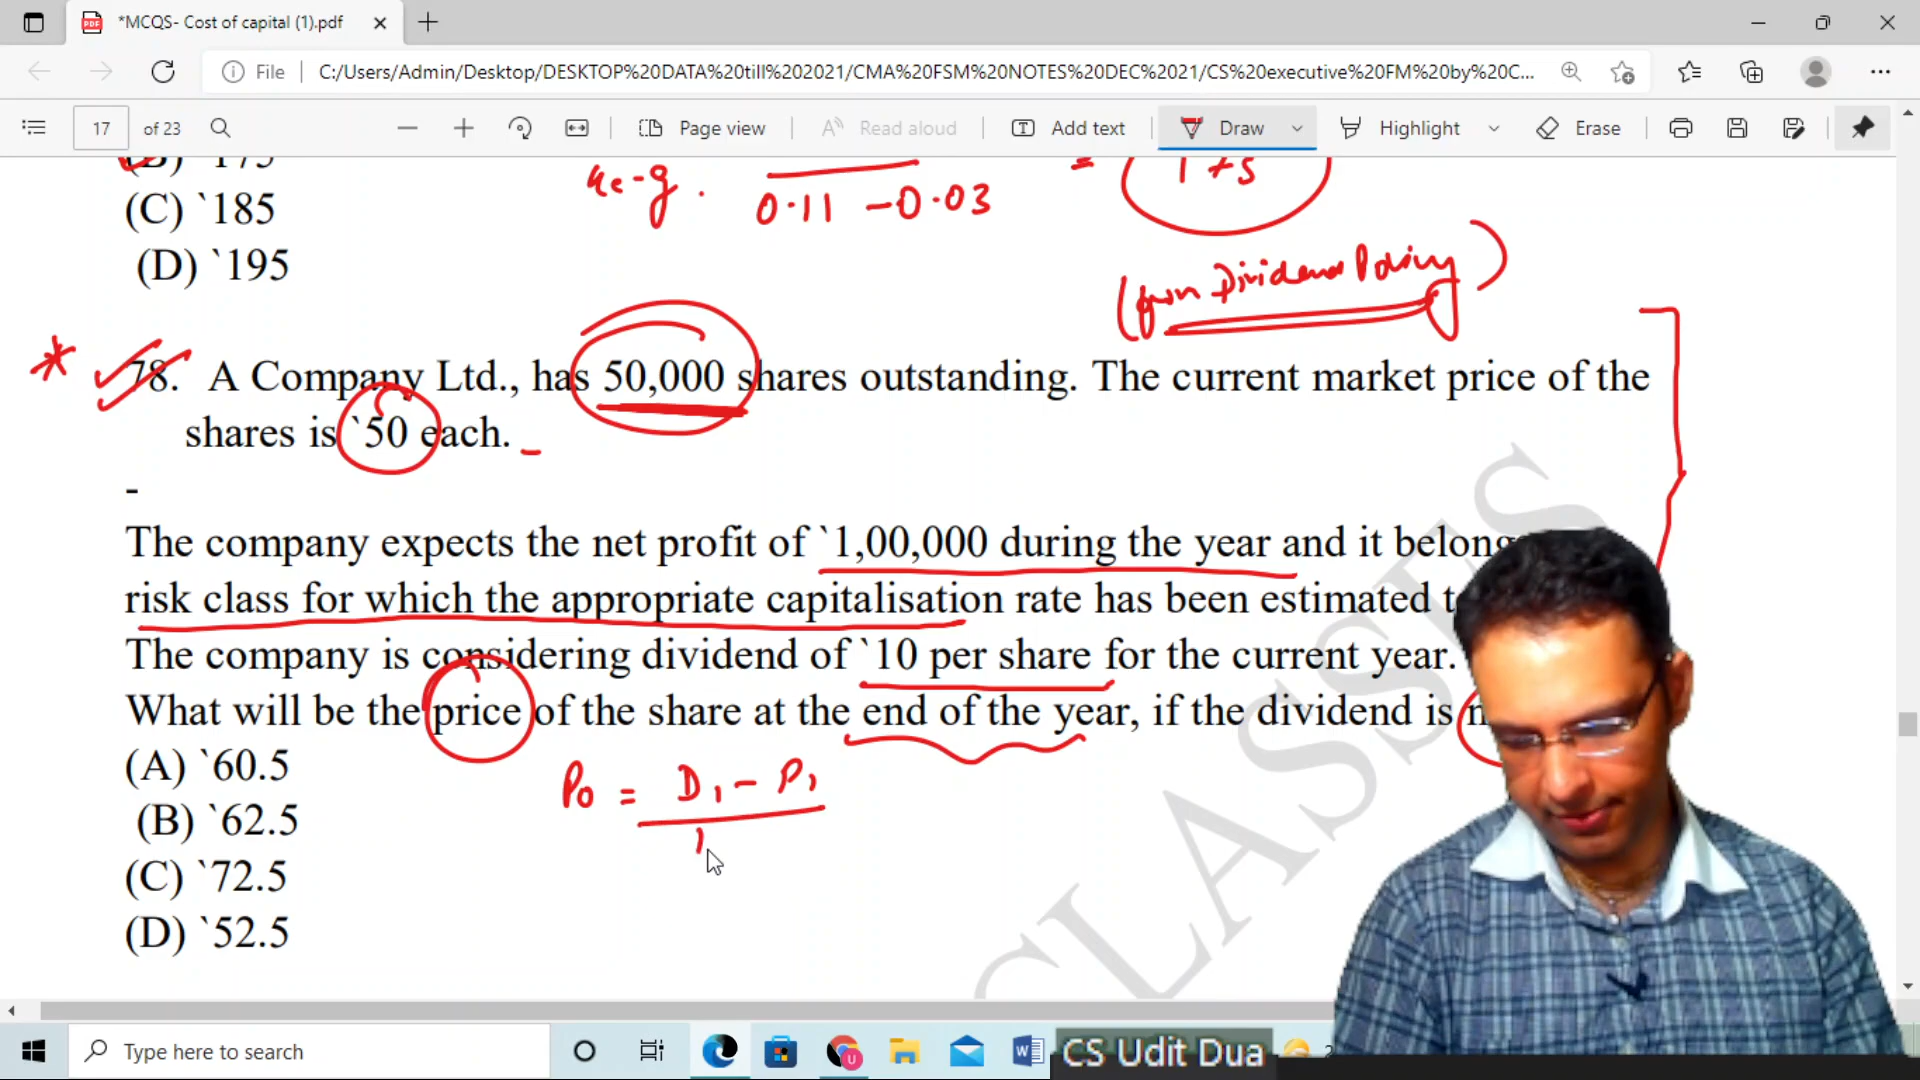 *MCQS- Cost of capital (1).pdf
File C:/Users/Admin/Desktop/DESKTOP%20DATA%20till%202021/CMA%20FSM%20NOTES%20DEC%2021/CS%20executive%20FM%20by%20C...
17 of 23 Page view Read aloud Add text Draw Highlight Erase
(B) `175
ke-g. 0.11 - 0.03 = 175
(C) `185
(D) `195
(from Dividend Policy)
* 78. A Company Ltd., has 50,000 shares outstanding. The current market price of the
shares is `50 each.
-
The company expects the net profit of `1,00,000 during the year and it belong
risk class for which the appropriate capitalisation rate has been estimated t
The company is considering dividend of `10 per share for the current year.
What will be the price of the share at the end of the year, if the dividend is
(A) `60.5
P0 = D1 - P1
1
(B) `62.5
(C) `72.5
(D) `52.5
CLASSES
Type here to search
CS Udit Dua